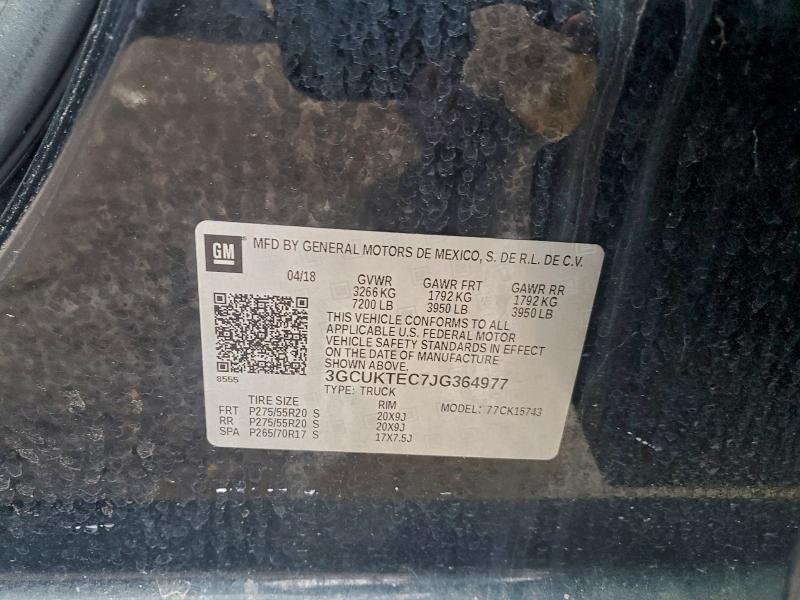 GM MFD BY GENERAL MOTORS DE MEXICO, S. DE R.L. DE C.V.
04/18 GVWR GAWR FRT GAWR RR
3266 KG 1792 KG 1792 KG
7200 LB 3950 LB 3950 LB
THIS VEHICLE CONFORMS TO ALL
APPLICABLE U.S. FEDERAL MOTOR
VEHICLE SAFETY STANDARDS IN EFFECT
ON THE DATE OF MANUFACTURE
SHOWN ABOVE.
8555 3GCUKTEC7JG364977
TYPE: TRUCK
TIRE SIZE RIM MODEL: 77CK15743
FRT P275/55R20 S 20X9J
RR P275/55R20 S 20X9J
SPA P265/70R17 S 17X7.5J